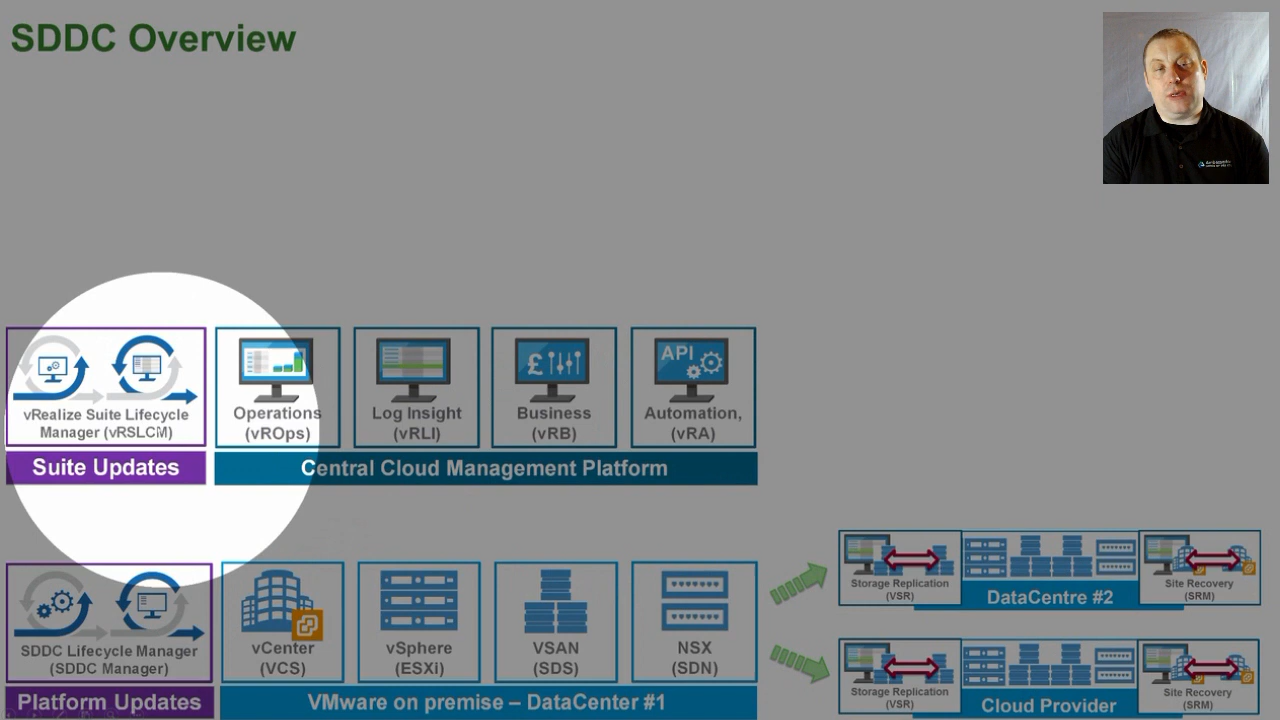 SDDC Overview
£
API
vRealize Suite Lifecycle
Manager (vRSLCM)
Operations
(vROps)
Log Insight
(vRLI)
Business
(vRB)
Automation,
(vRA)
Suite Updates
Central Cloud Management Platform
SDDC Lifecycle Manager
(SDDC Manager)
vCenter
(VCS)
vSphere
(ESXi)
VSAN
(SDS)
NSX
(SDN)
Platform Updates
VMware on premise – DataCenter #1
Storage Replication
(VSR)
DataCentre #2
Site Recovery
(SRM)
Storage Replication
(VSR)
Cloud Provider
Site Recovery
(SRM)